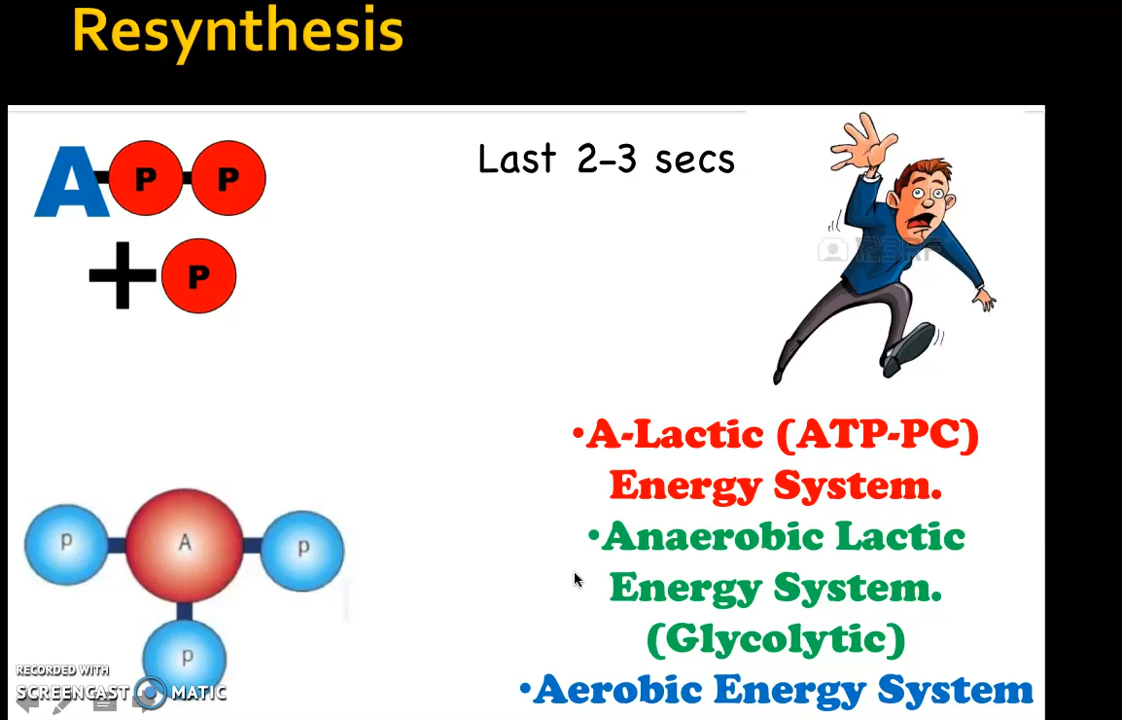 Resynthesis
A P P
Last 2-3 secs
+ P
123RF
•A-Lactic (ATP-PC)
Energy System.
•Anaerobic Lactic
Energy System.
(Glycolytic)
•Aerobic Energy System
p A p
p
RECORDED WITH
SCREENCAST MATIC